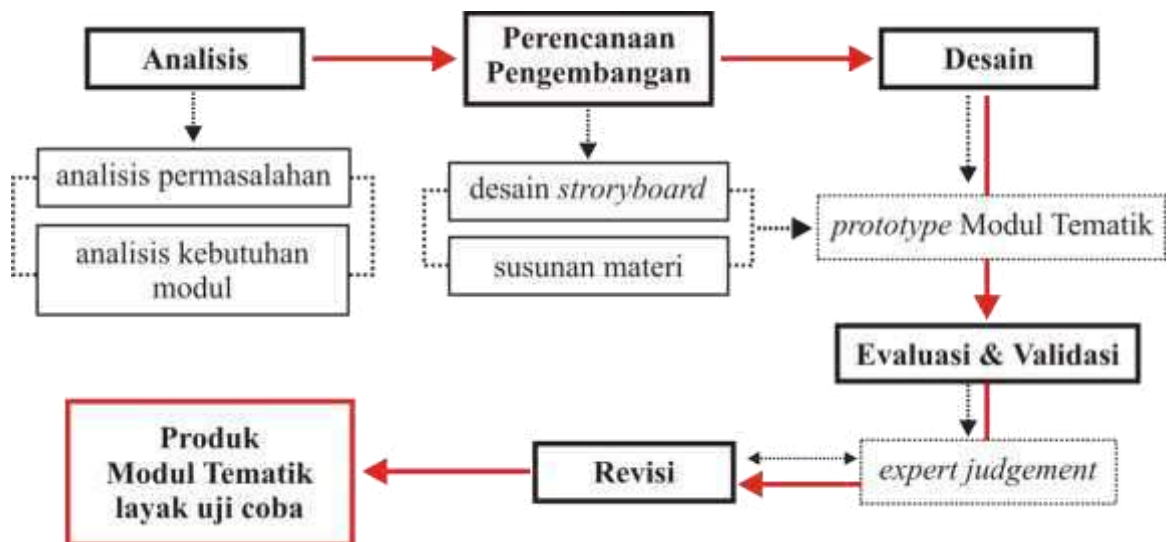 Analisis
Perencanaan
Pengembangan
Desain
analisis permasalahan
analisis kebutuhan
modul
desain stroryboard
susunan materi
prototype Modul Tematik
Evaluasi & Validasi
expert judgement
Revisi
Produk
Modul Tematik
layak uji coba